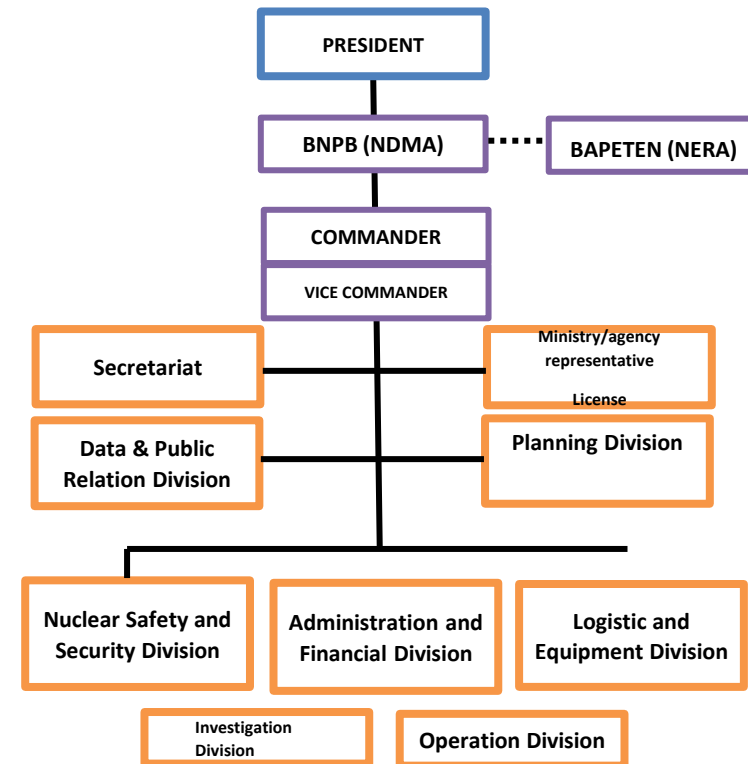 PRESIDENT
BNPB (NDMA)
BAPETEN (NERA)
COMMANDER
VICE COMMANDER
Secretariat
Ministry/agency
representative
License
Data & Public
Relation Division
Planning Division
Nuclear Safety and
Security Division
Administration and
Financial Division
Logistic and
Equipment Division
Investigation
Division
Operation Division